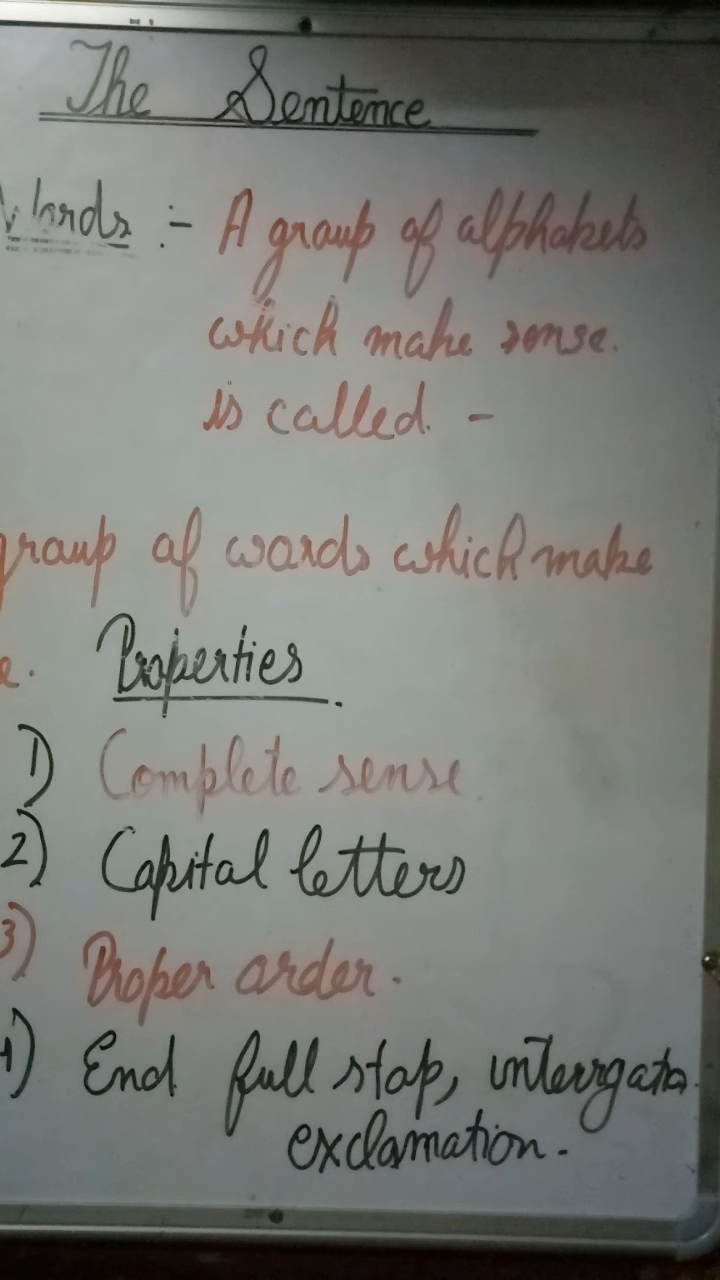 The Sentence
Words :- A group of alphabets
which make sense.
is called -
group of words which make
e. Properties.
1) Complete sense
2) Capital letters
3) Proper order.
4) End full stop,
exclamation.